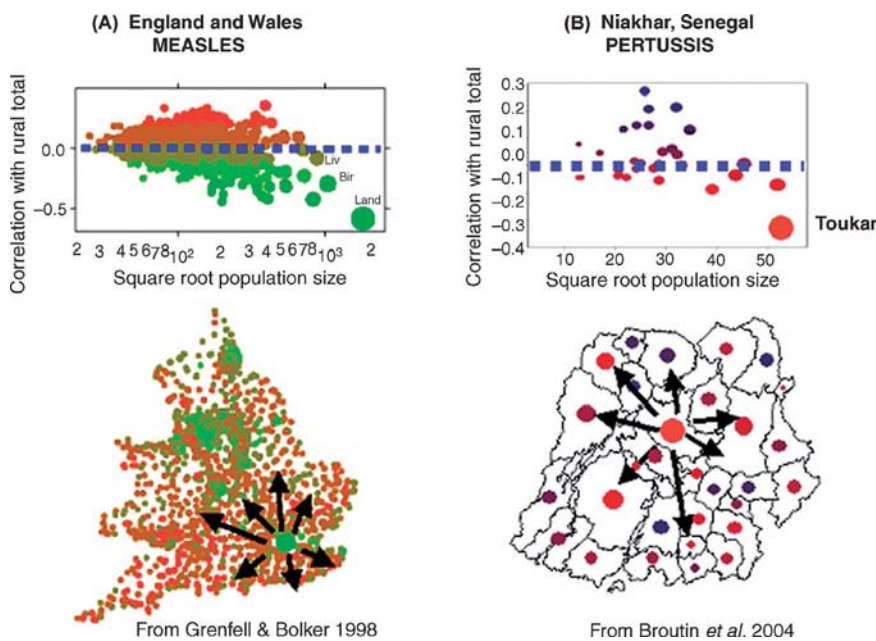 (A) England and Wales
MEASLES
(B) Niakhar, Senegal
PERTUSSIS
Correlation with rural total
0.0
−0.5
Liv
Bir
Land
2 3 4 5 6 7 8 10² 2 3 4 5 6 7 8 10³ 2
Square root population size
Correlation with rural total
0.3
0.2
0.1
0.0
−0.1
−0.2
−0.3
−0.4
Toukar
10 20 30 40 50
Square root population size
From Grenfell & Bolker 1998
From Broutin et al. 2004